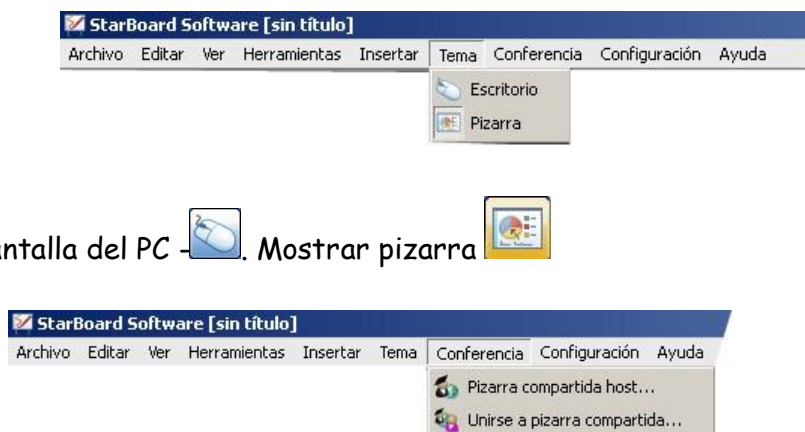 StarBoard Software [sin título]
Archivo Editar Ver Herramientas Insertar Tema Conferencia Configuración Ayuda
Escritorio
Pizarra
ntalla del PC -. Mostrar pizarra
StarBoard Software [sin título]
Archivo Editar Ver Herramientas Insertar Tema Conferencia Configuración Ayuda
Pizarra compartida host...
Unirse a pizarra compartida...